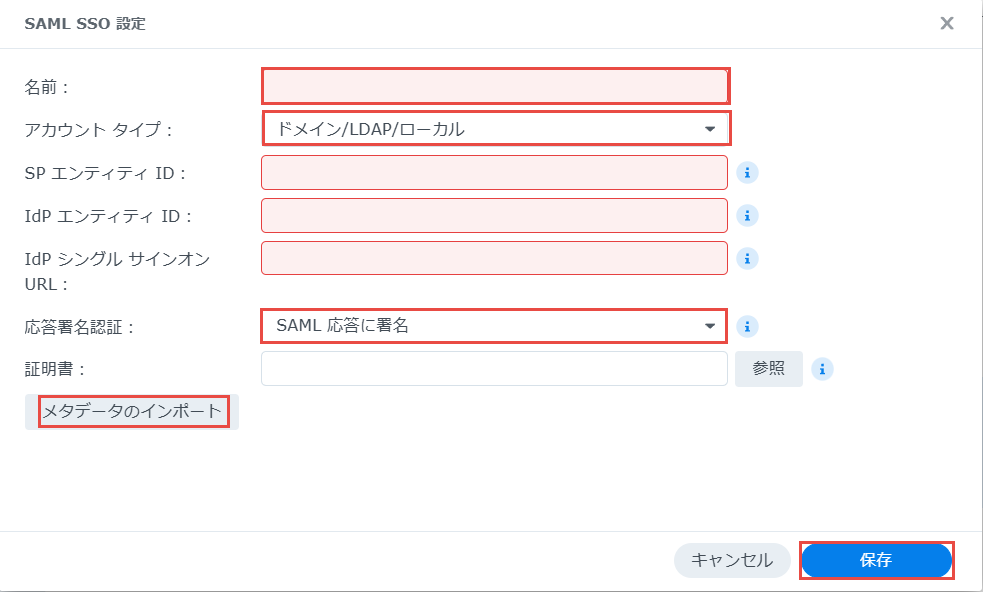 SAML SSO 設定
X
名前：
アカウント タイプ：
ドメイン/LDAP/ローカル
SP エンティティ ID：
i
IdP エンティティ ID：
i
IdP シングル サインオン
URL：
i
応答署名認証：
SAML 応答に署名
i
証明書：
参照
i
メタデータのインポート
キャンセル
保存